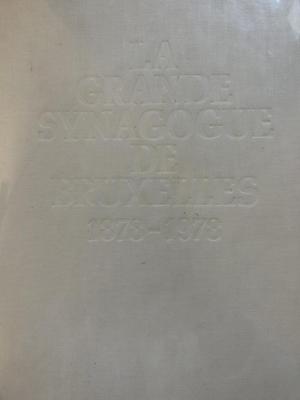 LA
GRANDE
SYNAGOGUE
DE
BRUXELLES
1878-1978